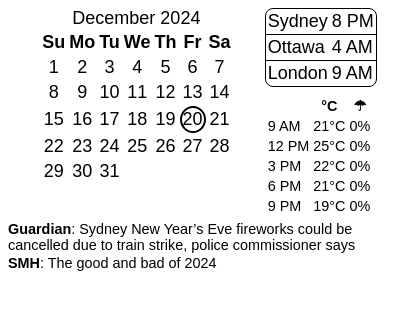 December 2024
Su Mo Tu We Th Fr Sa
1 2 3 4 5 6 7
8 9 10 11 12 13 14
15 16 17 18 19 20 21
22 23 24 25 26 27 28
29 30 31
Sydney 8 PM
Ottawa 4 AM
London 9 AM
°C ☂
9 AM 21°C 0%
12 PM 25°C 0%
3 PM 22°C 0%
6 PM 21°C 0%
9 PM 19°C 0%
Guardian: Sydney New Year’s Eve fireworks could be
cancelled due to train strike, police commissioner says
SMH: The good and bad of 2024